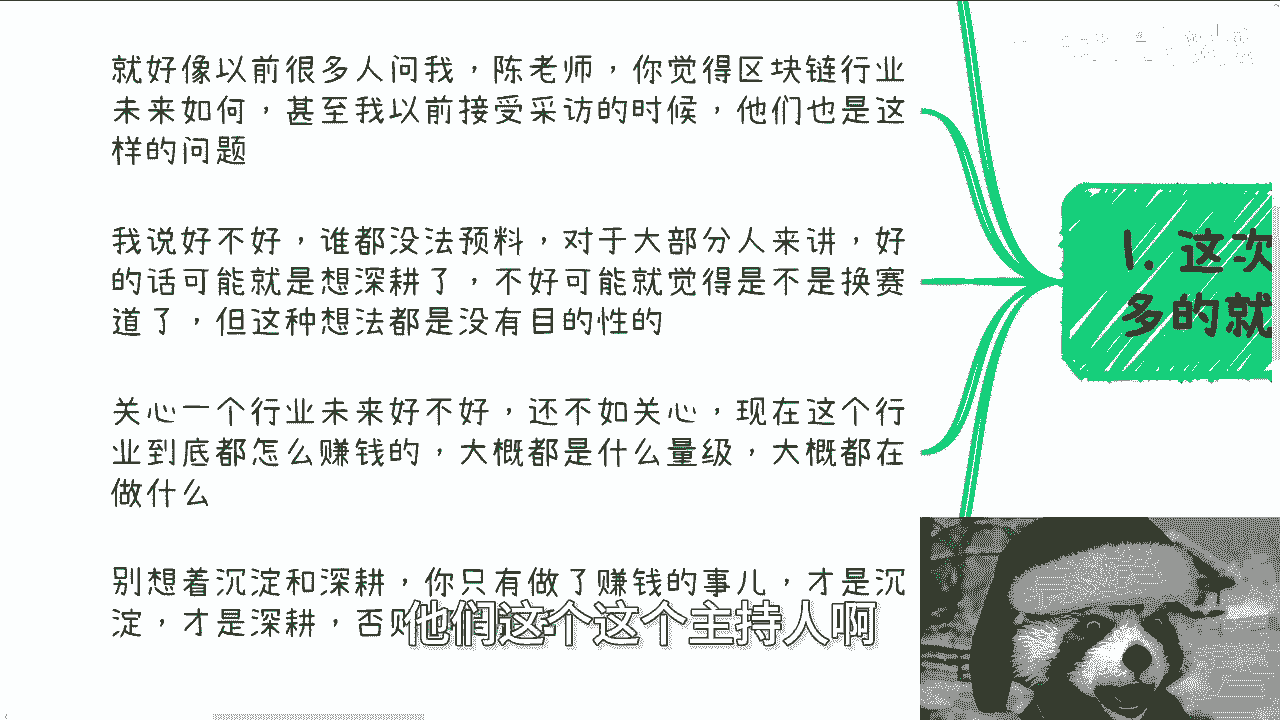 就好像以前很多人问我，陈老师，你觉得区块链行业
未来如何，甚至我以前接受采访的时候，他们也是这
样的问题
我说好不好，谁都没法预料，对于大部分人来讲，好
的话可能就是想深耕了，不好可能就觉得是不是换赛
道了，但这种想法都是没有目的性的
关心一个行业未来好不好，还不如关心，现在这个行
业到底都怎么赚钱的，大概都是什么量级，大概都在
做什么
别想着沉淀和深耕，你只有做了赚钱的事儿，才是沉
淀，才是深耕，否则
他们这个这个主持人啊
1. 这次
多的就